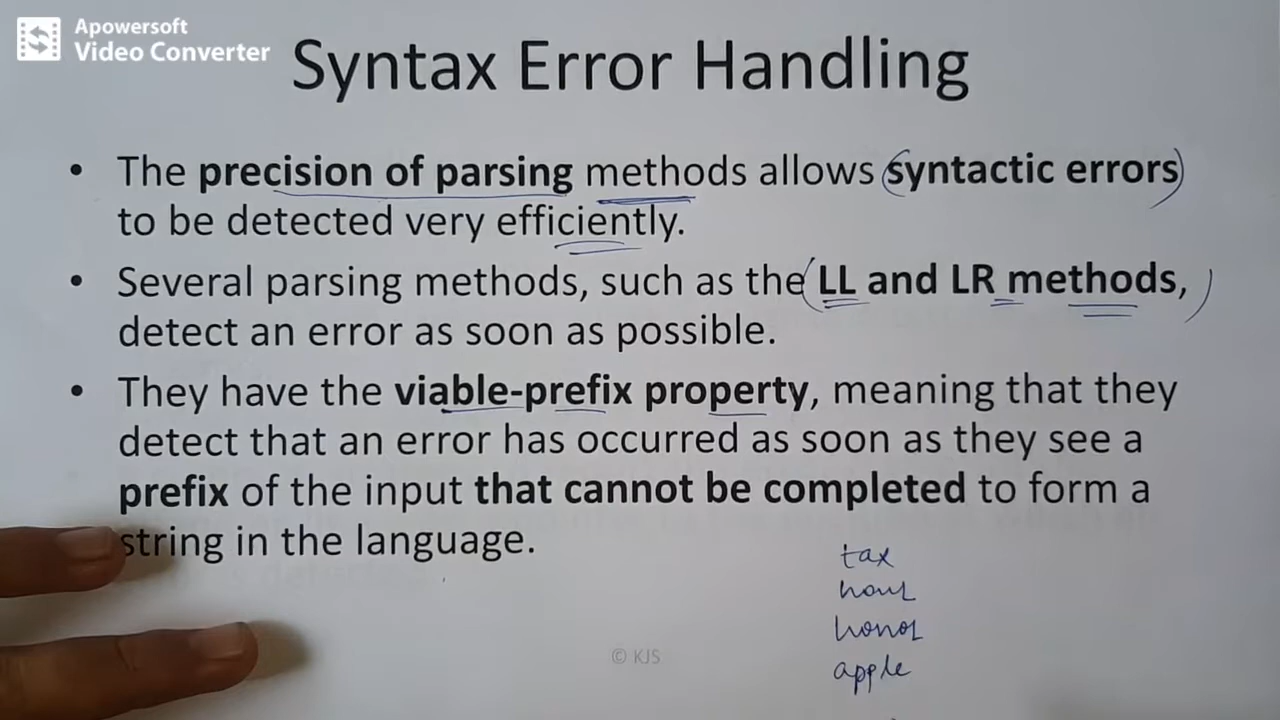 Apowersoft
Video Converter
Syntax Error Handling
• The precision of parsing methods allows syntactic errors
to be detected very efficiently.
• Several parsing methods, such as the LL and LR methods,
detect an error as soon as possible.
• They have the viable-prefix property, meaning that they
detect that an error has occurred as soon as they see a
prefix of the input that cannot be completed to form a
string in the language.
tax
hour
honor
© KJS
apple